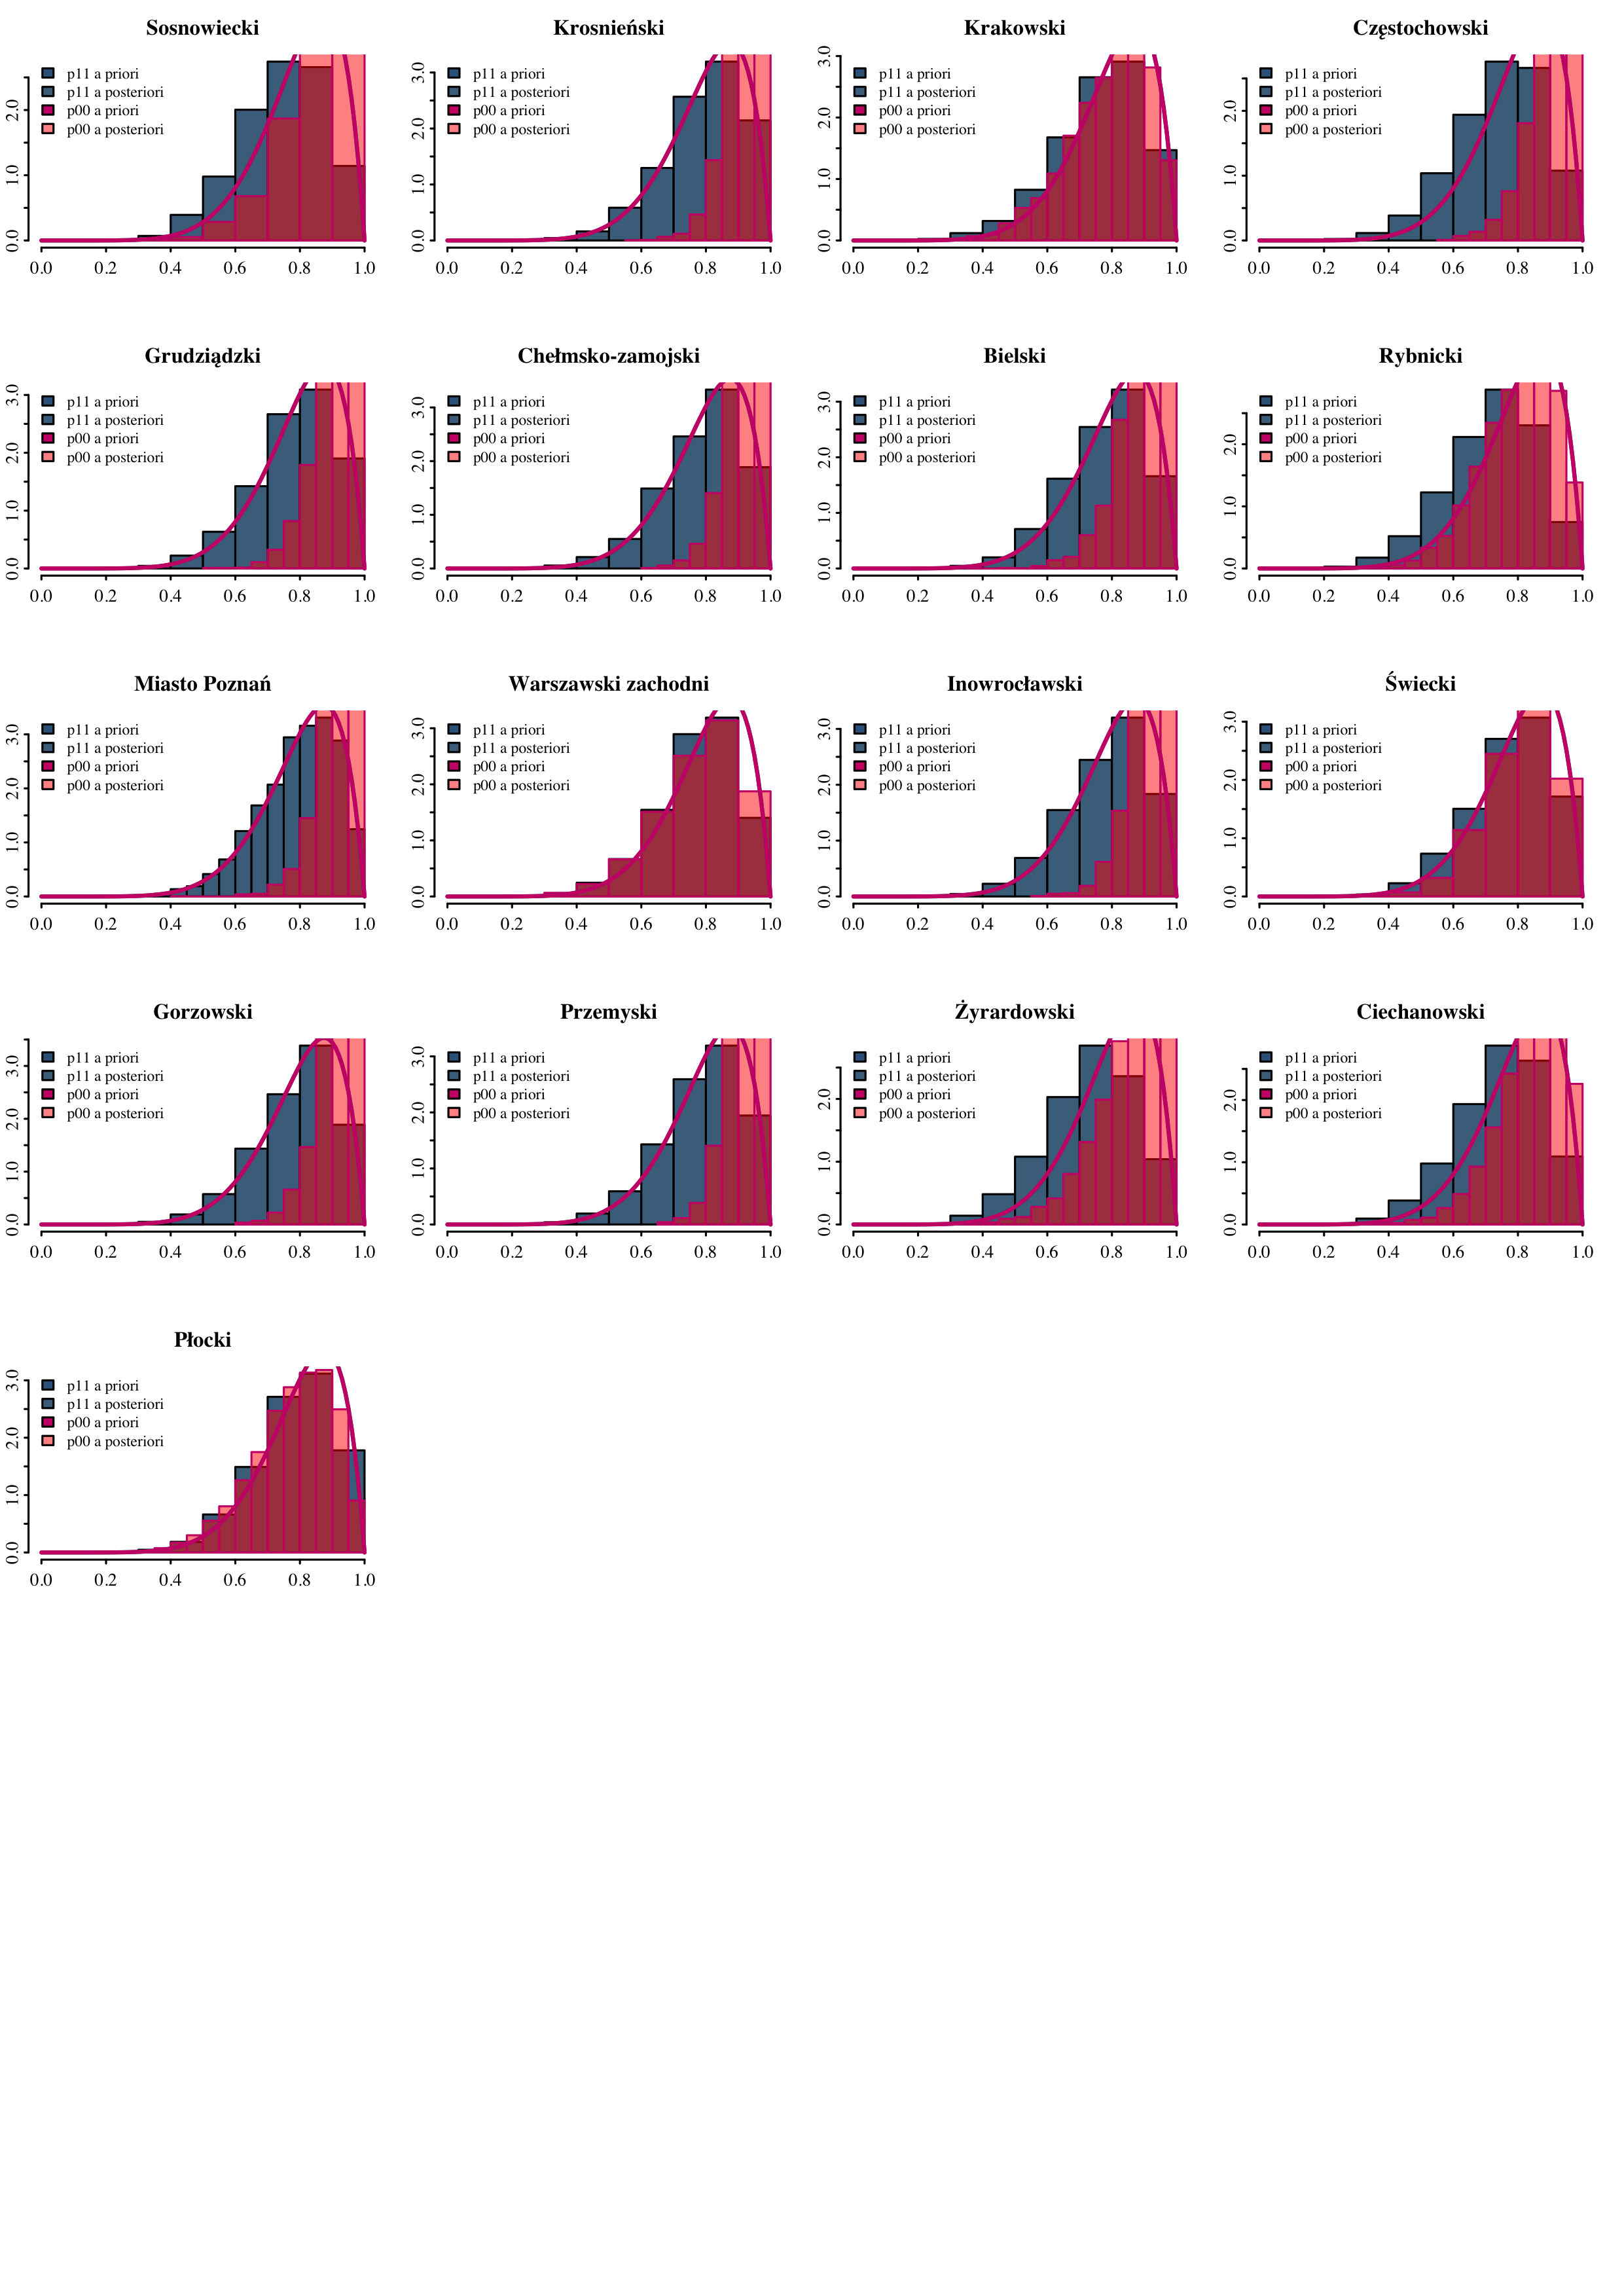 Sosnowiecki
p11 a priori
p11 a posteriori
p00 a priori
p00 a posteriori
0.0 1.0 2.0
0.0 0.2 0.4 0.6 0.8 1.0
Krosnieński
p11 a priori
p11 a posteriori
p00 a priori
p00 a posteriori
0.0 1.0 2.0 3.0
0.0 0.2 0.4 0.6 0.8 1.0
Krakowski
p11 a priori
p11 a posteriori
p00 a priori
p00 a posteriori
0.0 1.0 2.0 3.0
0.0 0.2 0.4 0.6 0.8 1.0
Częstochowski
p11 a priori
p11 a posteriori
p00 a priori
p00 a posteriori
0.0 1.0 2.0
0.0 0.2 0.4 0.6 0.8 1.0
Grudziądzki
p11 a priori
p11 a posteriori
p00 a priori
p00 a posteriori
0.0 1.0 2.0 3.0
0.0 0.2 0.4 0.6 0.8 1.0
Chełmsko-zamojski
p11 a priori
p11 a posteriori
p00 a priori
p00 a posteriori
0.0 1.0 2.0 3.0
0.0 0.2 0.4 0.6 0.8 1.0
Bielski
p11 a priori
p11 a posteriori
p00 a priori
p00 a posteriori
0.0 1.0 2.0 3.0
0.0 0.2 0.4 0.6 0.8 1.0
Rybnicki
p11 a priori
p11 a posteriori
p00 a priori
p00 a posteriori
0.0 1.0 2.0
0.0 0.2 0.4 0.6 0.8 1.0
Miasto Poznań
p11 a priori
p11 a posteriori
p00 a priori
p00 a posteriori
0.0 1.0 2.0 3.0
0.0 0.2 0.4 0.6 0.8 1.0
Warszawski zachodni
p11 a priori
p11 a posteriori
p00 a priori
p00 a posteriori
0.0 1.0 2.0 3.0
0.0 0.2 0.4 0.6 0.8 1.0
Inowrocławski
p11 a priori
p11 a posteriori
p00 a priori
p00 a posteriori
0.0 1.0 2.0 3.0
0.0 0.2 0.4 0.6 0.8 1.0
Świecki
p11 a priori
p11 a posteriori
p00 a priori
p00 a posteriori
0.0 1.0 2.0 3.0
0.0 0.2 0.4 0.6 0.8 1.0
Gorzowski
p11 a priori
p11 a posteriori
p00 a priori
p00 a posteriori
0.0 1.0 2.0 3.0
0.0 0.2 0.4 0.6 0.8 1.0
Przemyski
p11 a priori
p11 a posteriori
p00 a priori
p00 a posteriori
0.0 1.0 2.0 3.0
0.0 0.2 0.4 0.6 0.8 1.0
Żyrardowski
p11 a priori
p11 a posteriori
p00 a priori
p00 a posteriori
0.0 1.0 2.0
0.0 0.2 0.4 0.6 0.8 1.0
Ciechanowski
p11 a priori
p11 a posteriori
p00 a priori
p00 a posteriori
0.0 1.0 2.0
0.0 0.2 0.4 0.6 0.8 1.0
Płocki
p11 a priori
p11 a posteriori
p00 a priori
p00 a posteriori
0.0 1.0 2.0 3.0
0.0 0.2 0.4 0.6 0.8 1.0